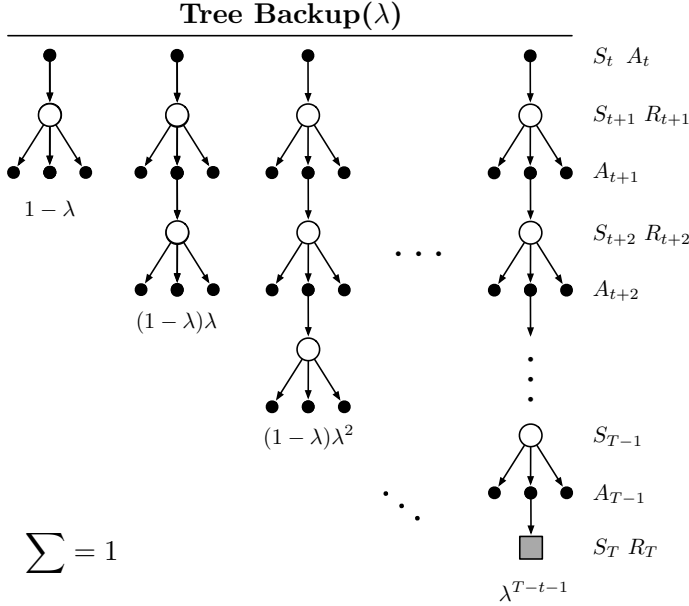 Tree Backup(λ)
S_t A_t
S_{t+1} R_{t+1}
A_{t+1}
1 − λ
S_{t+2} R_{t+2}
· · ·
A_{t+2}
(1 − λ)λ
(1 − λ)λ²
S_{T−1}
A_{T−1}
∑ = 1
S_T R_T
λ^{T-t-1}